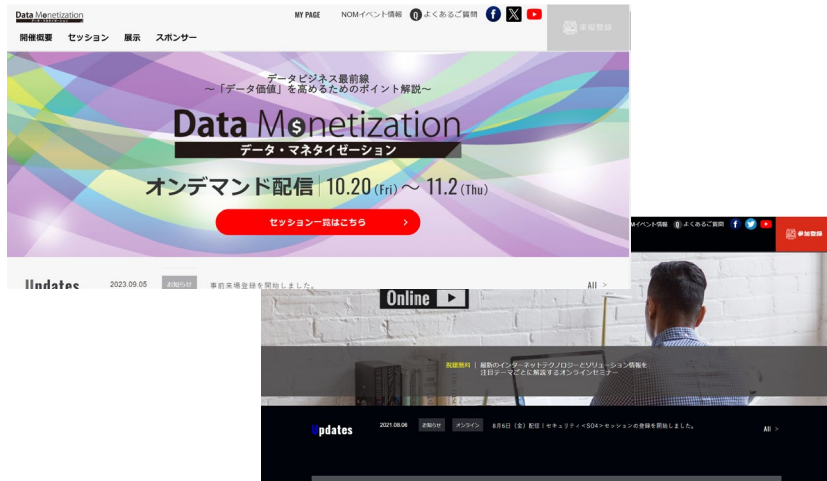 Data Monetization
MY PAGE
NOMイベント情報
Q よくあるご質問
来場登録
開催概要 セッション 展示 スポンサー
データビジネス最前線
~「データ価値」を高めるためのポイント解説~
Data Monetization
データ・マネタイゼーション
オンデマンド配信 10.20 (Fri) ~ 11.2 (Thu)
セッション一覧はこちら >
Updates
2023.09.05 お知らせ 事前来場登録を開始しました。 All >
Mイベント情報
Q よくあるご質問
参加登録
Online
視聴無料 | 最新のインターネットテクノロジーとソリューション情報を
注目テーマごとに解説するオンラインセミナー
Updates
2021.08.06 お知らせ オンライン 8月6日(金)配信 | セキュリティ<S04>セッションの登録を開始しました。 All >